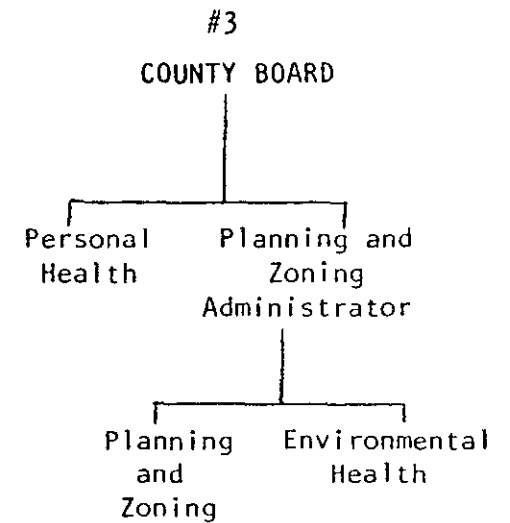 #3
COUNTY BOARD
Personal
Health
Planning and
Zoning
Administrator
Planning
and
Zoning
Environmental
Health